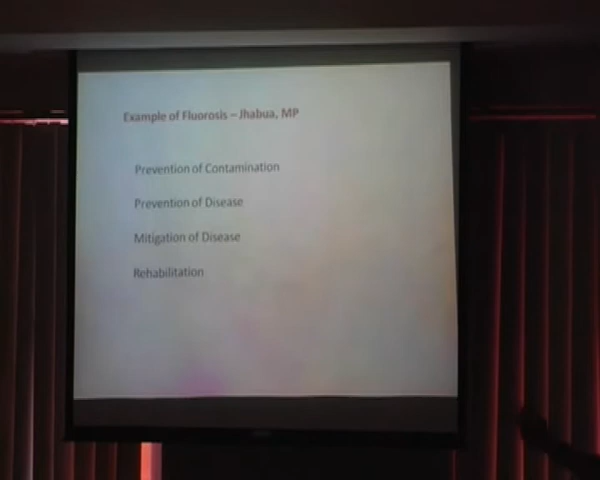 Example of Fluorosis – Jhabua, MP
Prevention of Contamination
Prevention of Disease
Mitigation of Disease
Rehabilitation